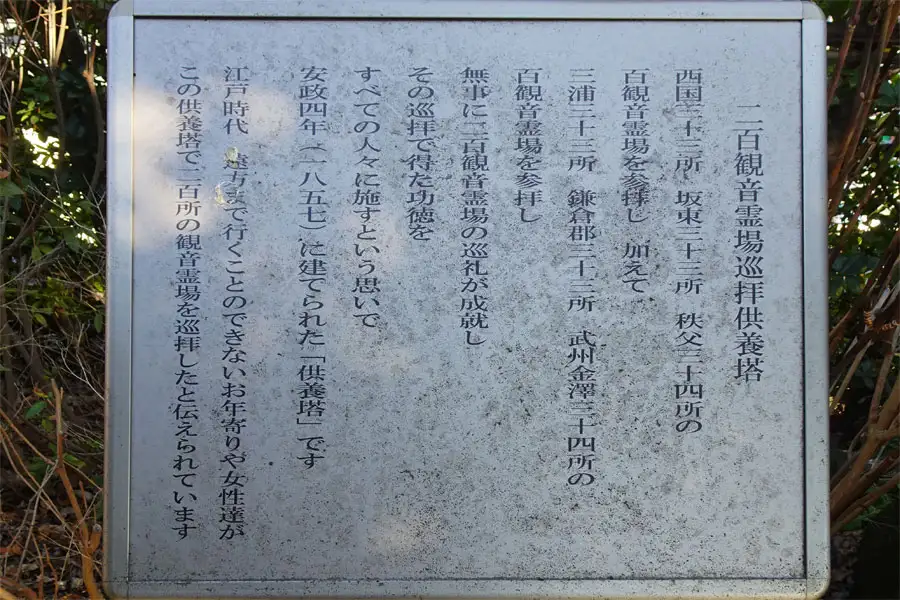 二百観音霊場巡拝供養塔
西国三十三所 坂東三十三所 秩父三十四所の
百観音霊場を参拝し 加えて
三浦三十三所 鎌倉郡三十三所 武州金澤三十四所の
百観音霊場を参拝し
無事に二百観音霊場の巡礼が成就し
その巡拝で得た功徳を
すべての人々に施すという思いで
安政四年(一八五七)に建てられた「供養塔」です
江戸時代 遠方まで行くことのできないお年寄りや女性達が
この供養塔で二百所の観音霊場を巡拝したと伝えられています